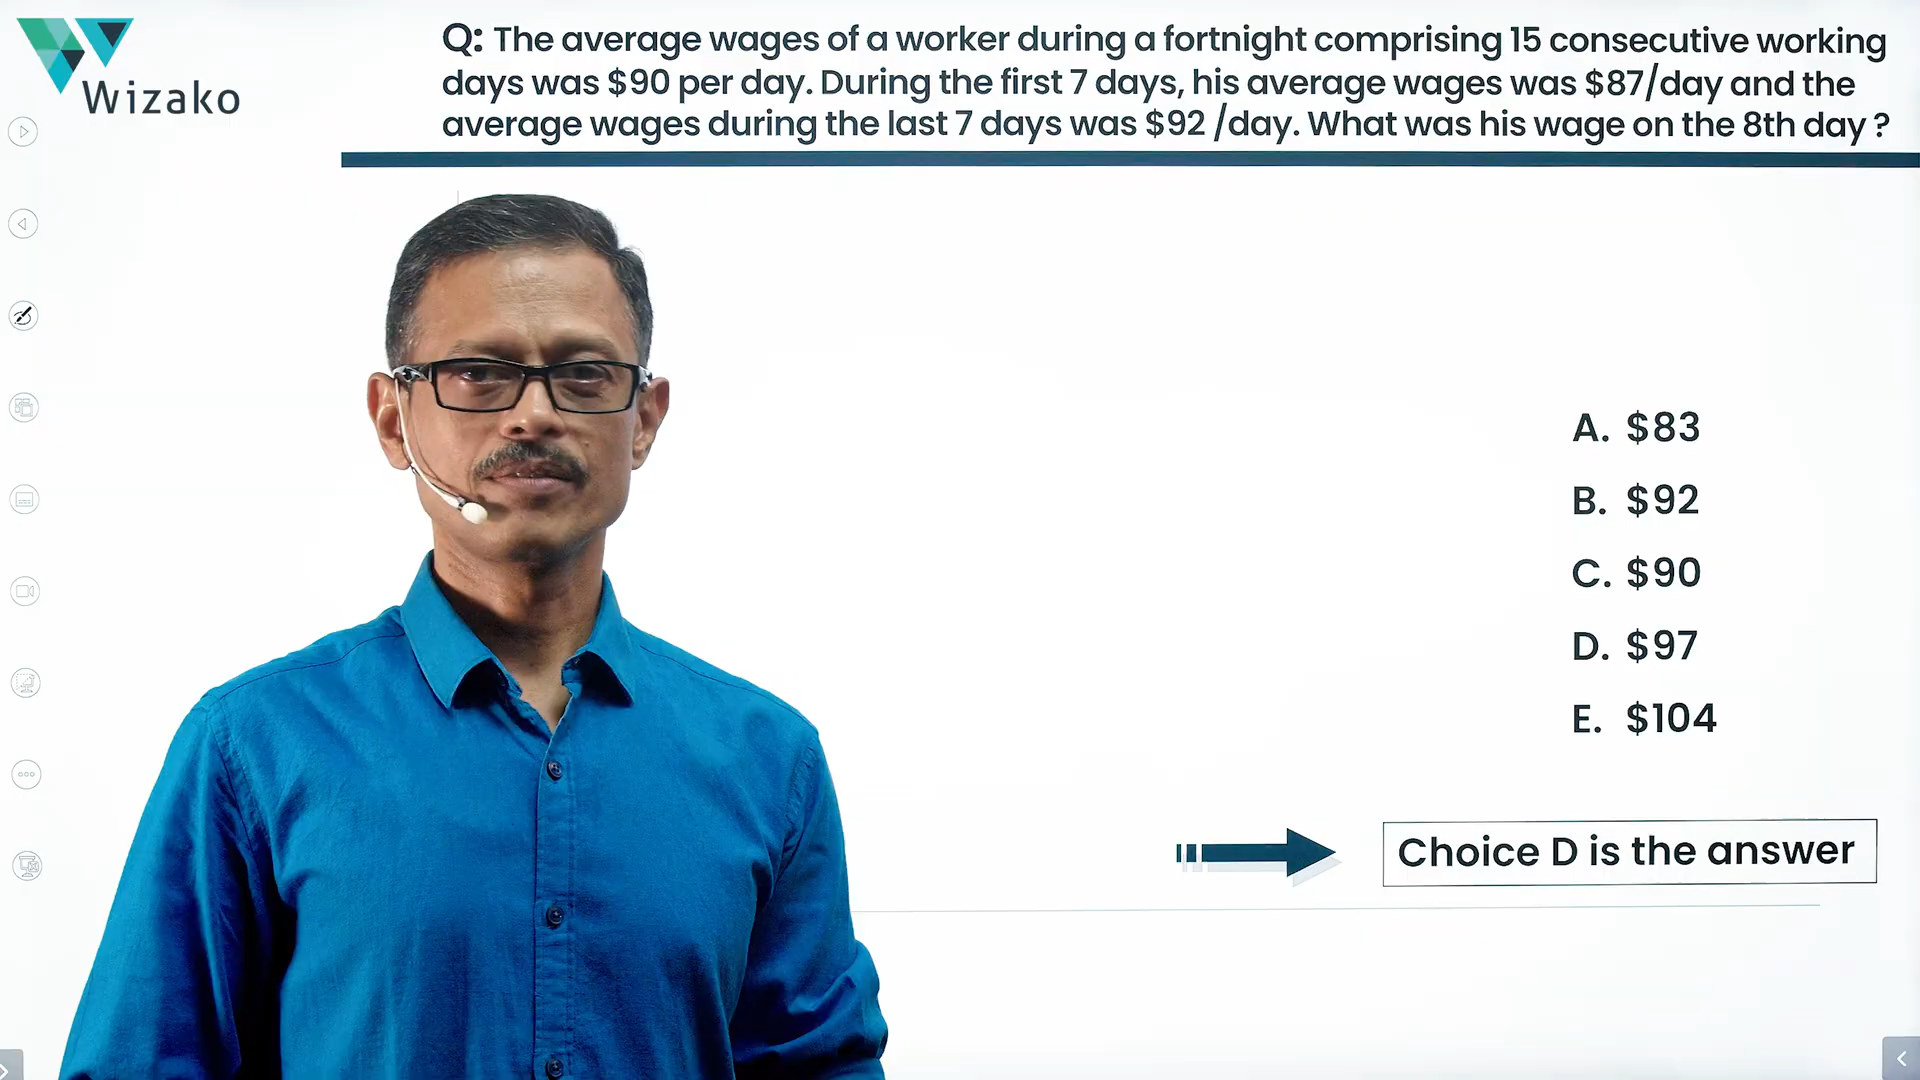 Wizako
Q: The average wages of a worker during a fortnight comprising 15 consecutive working
days was $90 per day. During the first 7 days, his average wages was $87/day and the
average wages during the last 7 days was $92 /day. What was his wage on the 8th day ?
A. $83
B. $92
C. $90
D. $97
E. $104
Choice D is the answer